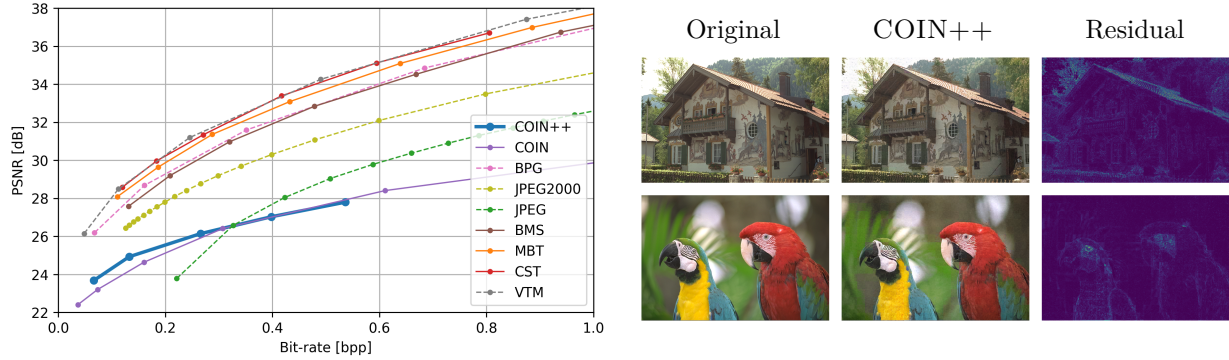 38
36
34
32
30
28
26
24
22
PSNR [dB]
0.0 0.2 0.4 0.6 0.8 1.0
Bit-rate [bpp]
COIN++
COIN
BPG
JPEG2000
JPEG
BMS
MBT
CST
VTM
Original COIN++ Residual